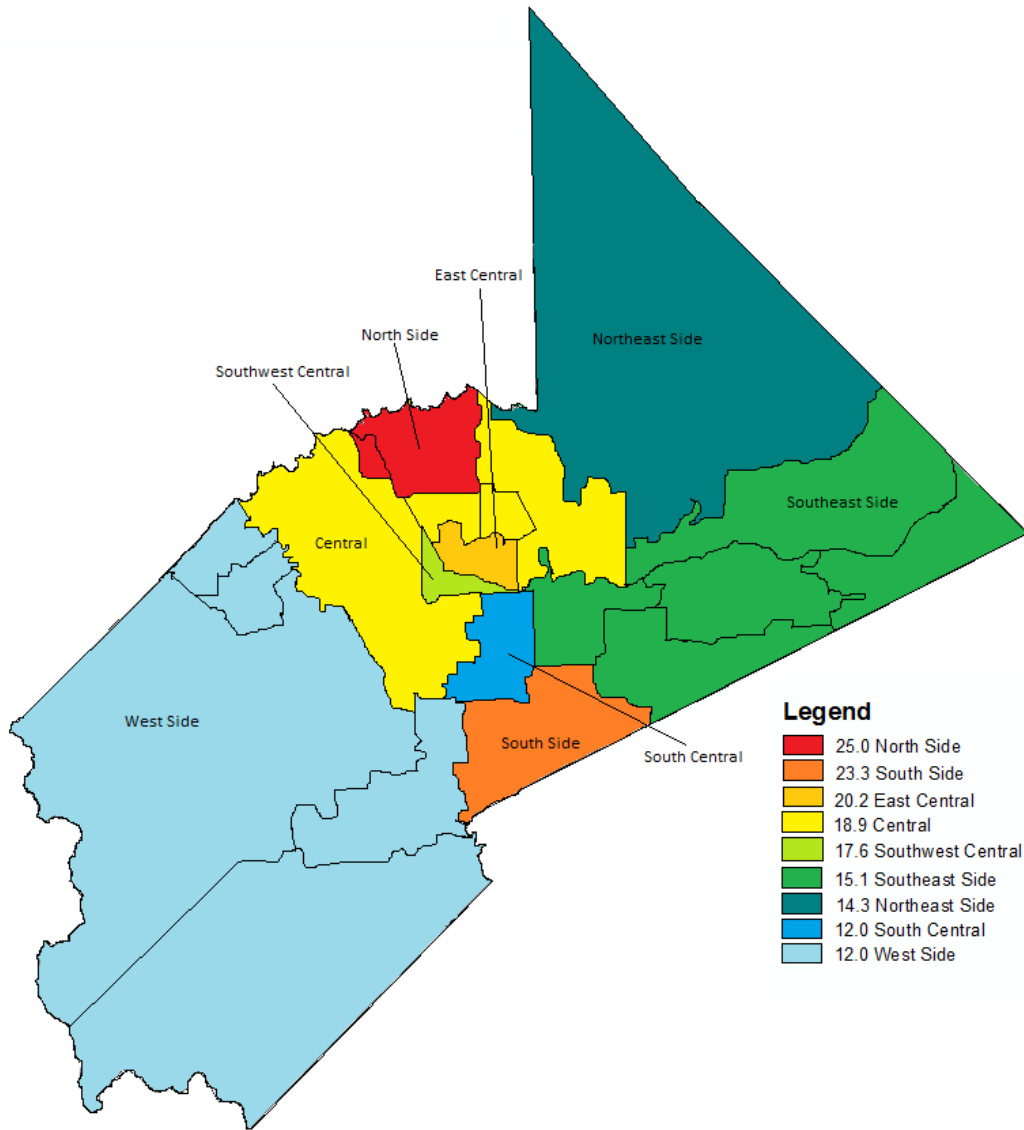 East Central
North Side
Northeast Side
Southwest Central
Southeast Side
Central
West Side
South Side
South Central
Legend
25.0 North Side
23.3 South Side
20.2 East Central
18.9 Central
17.6 Southwest Central
15.1 Southeast Side
14.3 Northeast Side
12.0 South Central
12.0 West Side